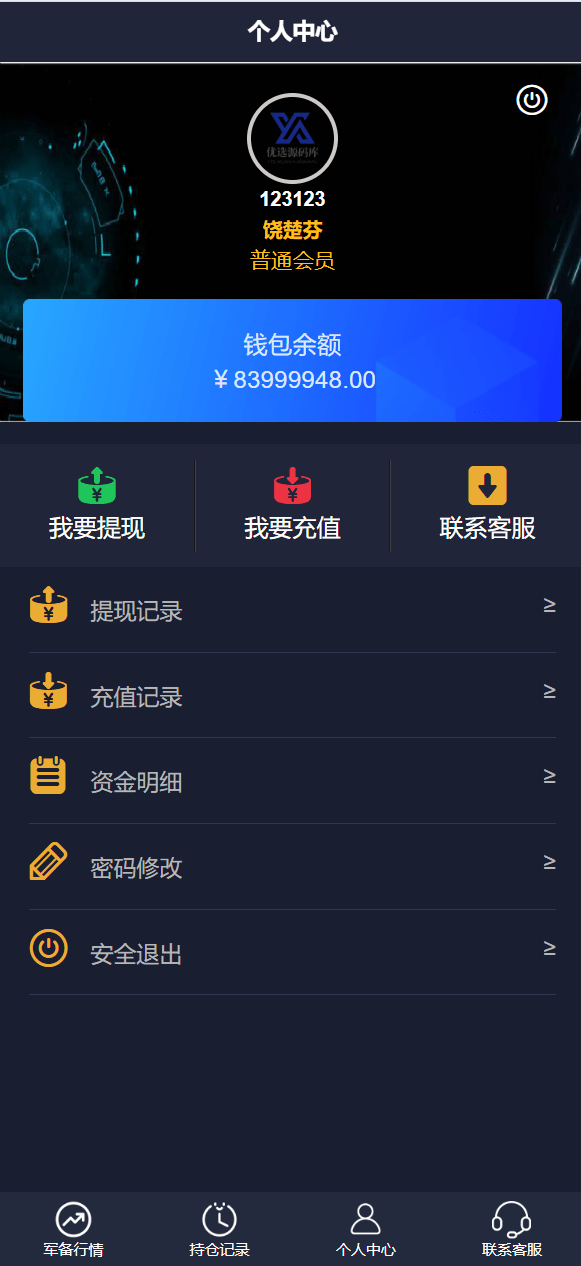 个人中心
优选源码库
123123
饶楚芬
普通会员
钱包余额
￥83999948.00
我要提现
我要充值
联系客服
提现记录
≥
充值记录
≥
资金明细
≥
密码修改
≥
安全退出
≥
军备行情
持仓记录
个人中心
联系客服